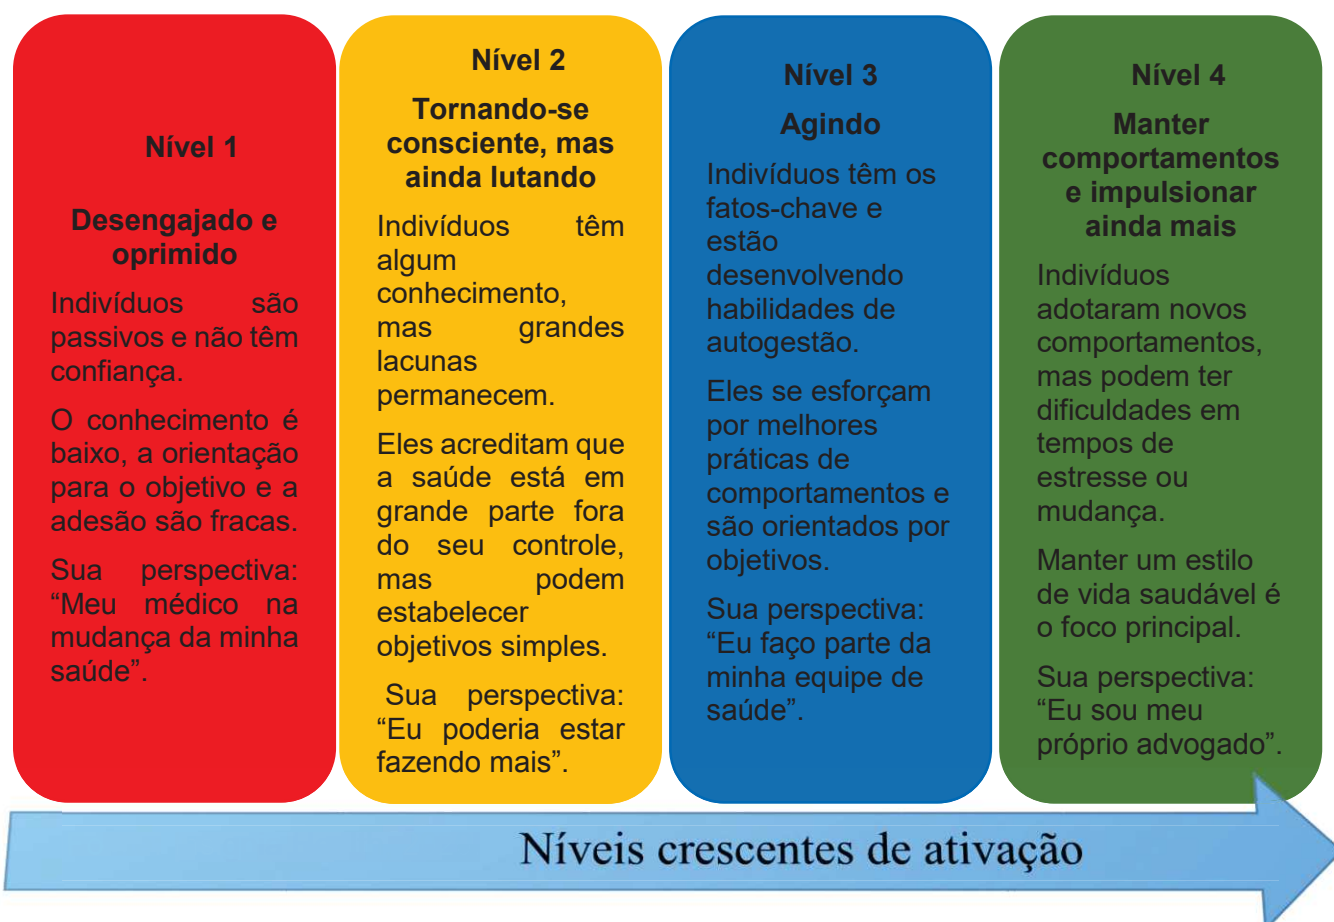 Nível 1
Desengajado e
oprimido
Indivíduos são
passivos e não têm
confiança.
O conhecimento é
baixo, a orientação
para o objetivo e a
adesão são fracas.
Sua perspectiva:
“Meu médico na
mudança da minha
saúde”.
Nível 2
Tornando-se
consciente, mas
ainda lutando
Indivíduos têm
algum
conhecimento,
mas grandes
lacunas
permanecem.
Eles acreditam que
a saúde está em
grande parte fora
do seu controle,
mas podem
estabelecer
objetivos simples.
Sua perspectiva:
“Eu poderia estar
fazendo mais”.
Nível 3
Agindo
Indivíduos têm os
fatos-chave e
estão
desenvolvendo
habilidades de
autogestão.
Eles se esforçam
por melhores
práticas de
comportamentos e
são orientados por
objetivos.
Sua perspectiva:
“Eu faço parte da
minha equipe de
saúde”.
Nível 4
Manter
comportamentos
e impulsionar
ainda mais
Indivíduos
adotaram novos
comportamentos,
mas podem ter
dificuldades em
tempos de
estresse ou
mudança.
Manter um estilo
de vida saudável é
o foco principal.
Sua perspectiva:
“Eu sou meu
próprio advogado”.
Níveis crescentes de ativação